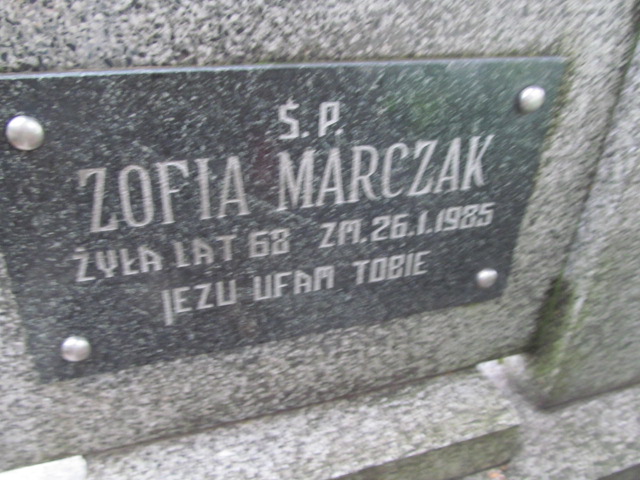 Ś.P.
ZOFIA MARCZAK
ŻYŁA LAT 68 ZM. 26.1.1985
JEZU UFAM TOBIE